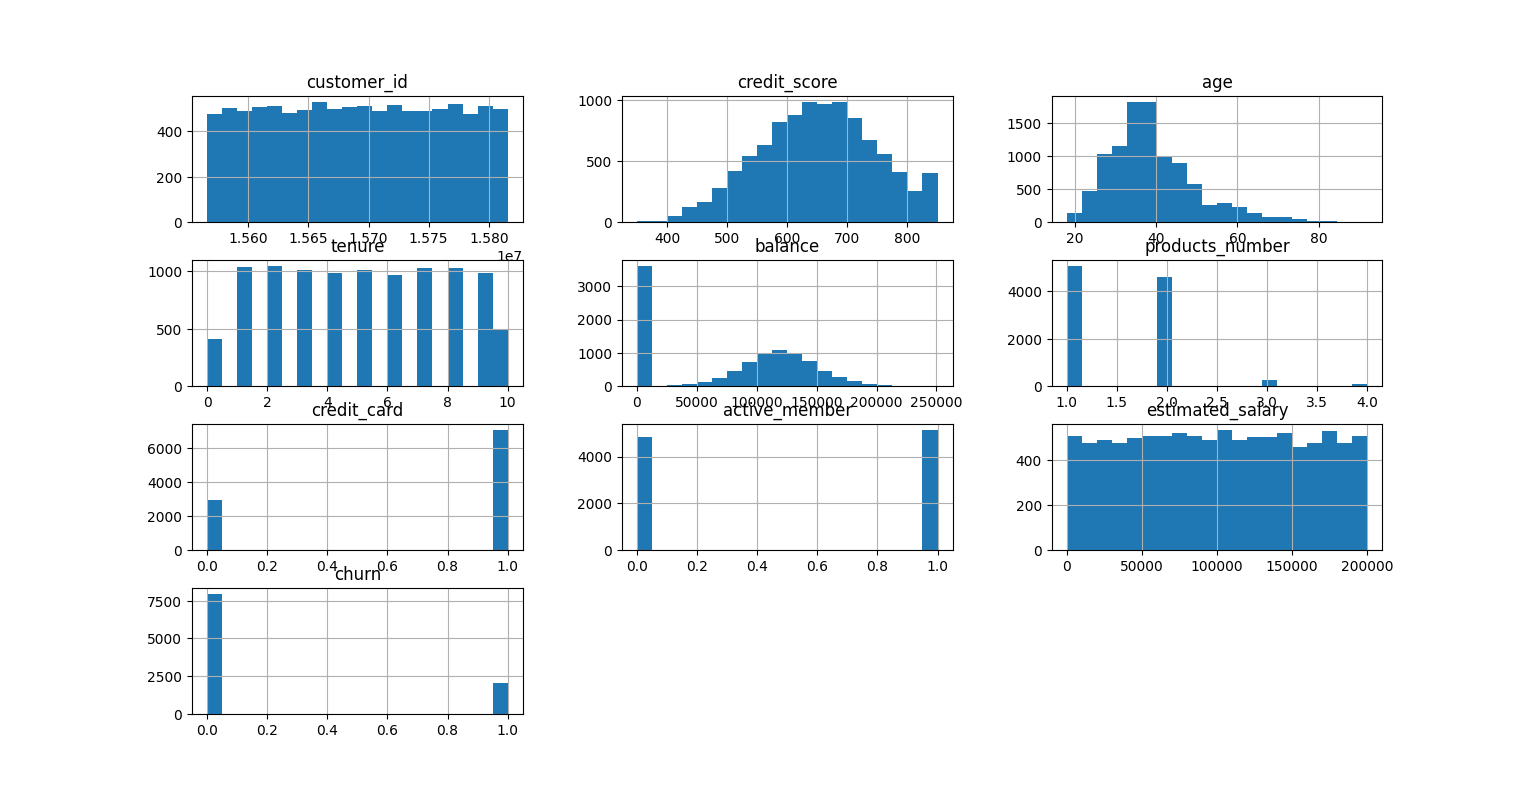 customer_id
400
200
0
1.560 1.565 1.570 1.575 1.580
1e7
credit_score
1000
500
0
400 500 600 700 800
age
1500
1000
500
0
20 40 60 80
tenure
1000
500
0
0 2 4 6 8 10
balance
3000
2000
1000
0
0 50000 100000 150000 200000 250000
products_number
4000
2000
0
1.0 1.5 2.0 2.5 3.0 3.5 4.0
credit_card
6000
4000
2000
0
0.0 0.2 0.4 0.6 0.8 1.0
active_member
4000
2000
0
0.0 0.2 0.4 0.6 0.8 1.0
estimated_salary
400
200
0
0 50000 100000 150000 200000
churn
7500
5000
2500
0
0.0 0.2 0.4 0.6 0.8 1.0